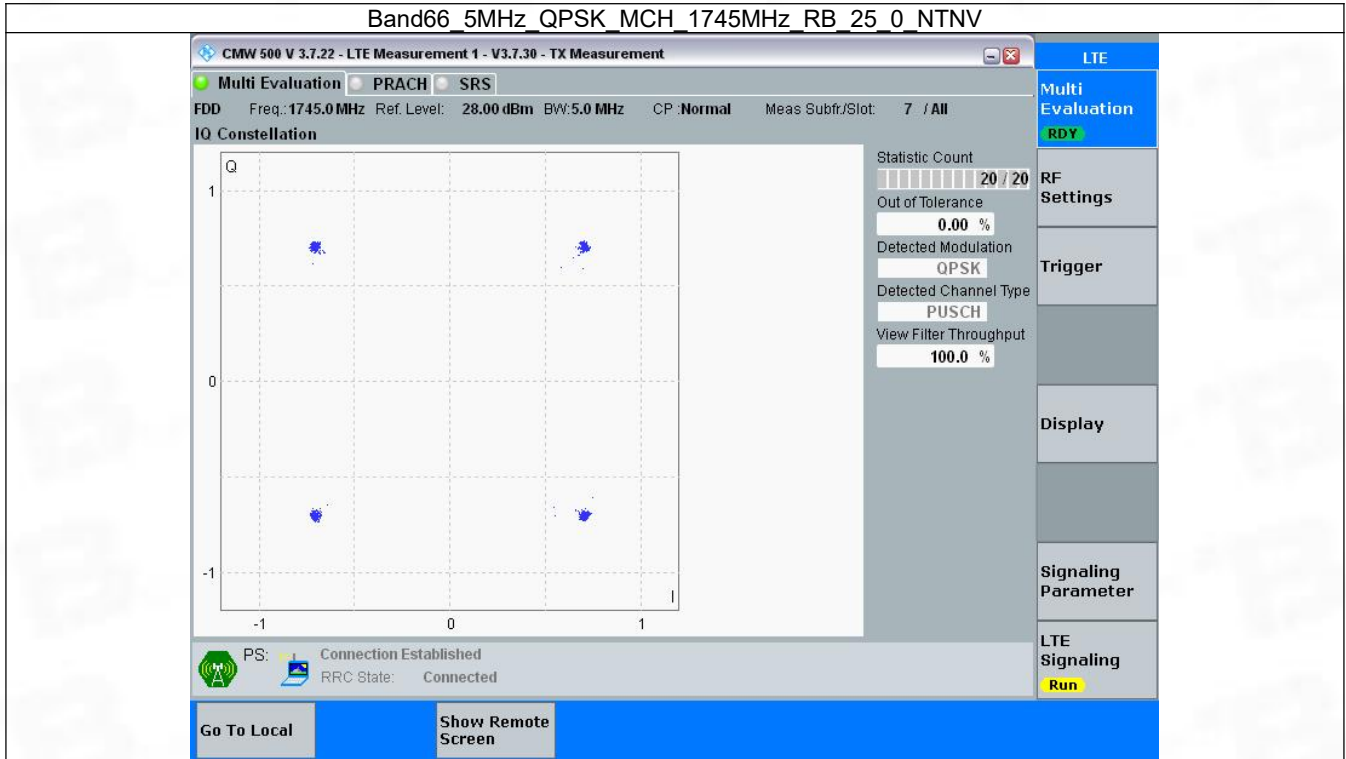 Band66_5MHz_QPSK_MCH_1745MHz_RB_25_0_NTNV
CMW 500 V 3.7.22 - LTE Measurement 1 - V3.7.30 - TX Measurement
LTE
Multi Evaluation PRACH SRS
Multi
Evaluation
RDY
FDD Freq.: 1745.0 MHz Ref. Level: 28.00 dBm BW: 5.0 MHz CP : Normal Meas Subfr./Slot: 7 / All
IQ Constellation
Q
1
0
-1
I
-1 0 1
Statistic Count
20 / 20
Out of Tolerance
0.00 %
Detected Modulation
QPSK
Detected Channel Type
PUSCH
View Filter Throughput
100.0 %
RF
Settings
Trigger
Display
Signaling
Parameter
LTE
Signaling
Run
PS: Connection Established
RRC State: Connected
Go To Local
Show Remote
Screen